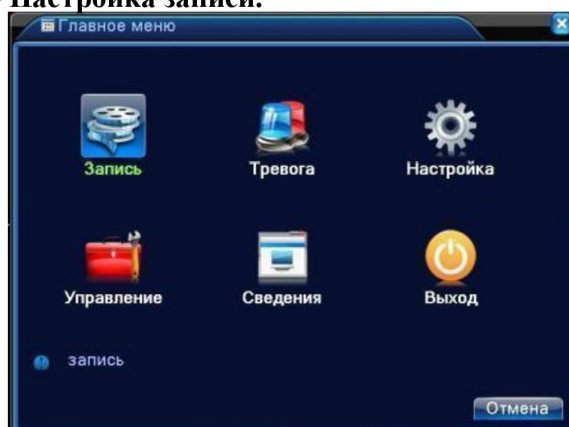 Настройка записи.
Главное меню
Запись Тревога Настройка
Управление Сведения Выход
запись
Отмена